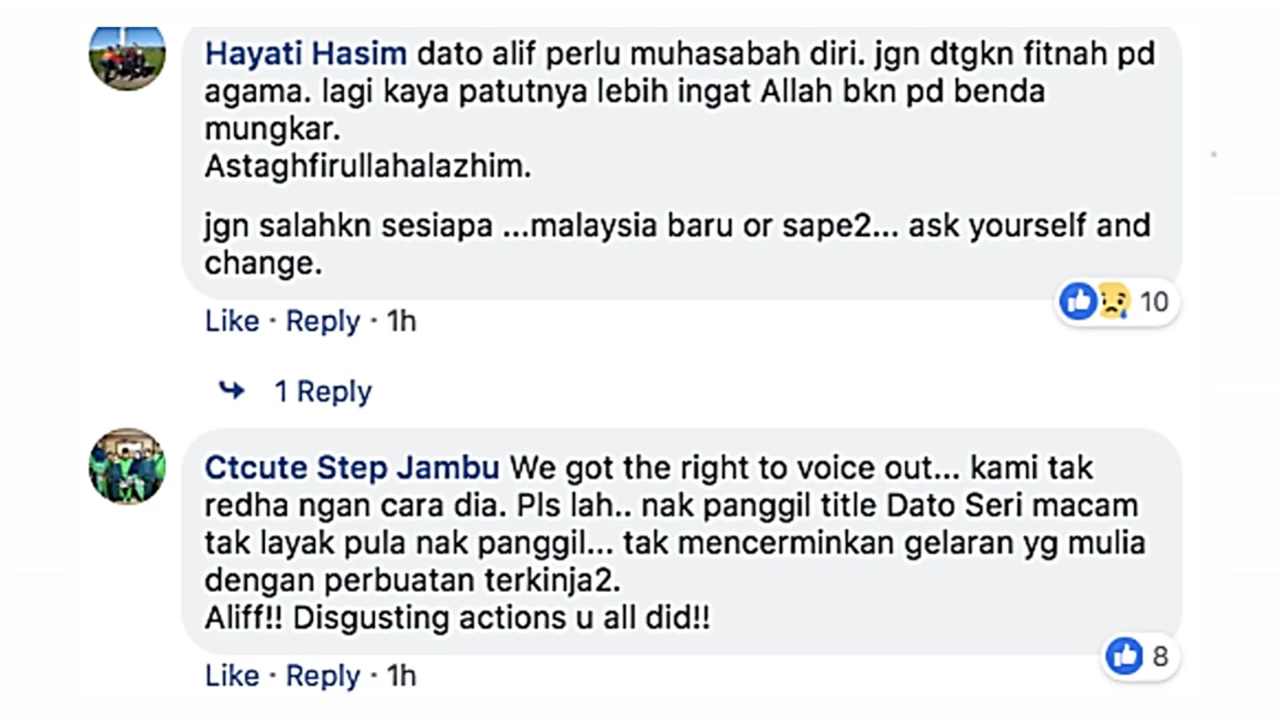 Hayati Hasim dato alif perlu muhasabah diri. jgn dtgkn fitnah pd
agama. lagi kaya patutnya lebih ingat Allah bkn pd benda
mungkar.
Astaghfirullahalazhim.
jgn salahkn sesiapa ...malaysia baru or sape2... ask yourself and
change.
10
Like · Reply · 1h
1 Reply
Ctcute Step Jambu We got the right to voice out... kami tak
redha ngan cara dia. Pls lah.. nak panggil title Dato Seri macam
tak layak pula nak panggil... tak mencerminkan gelaran yg mulia
dengan perbuatan terkinja2.
Aliff!! Disgusting actions u all did!!
8
Like · Reply · 1h